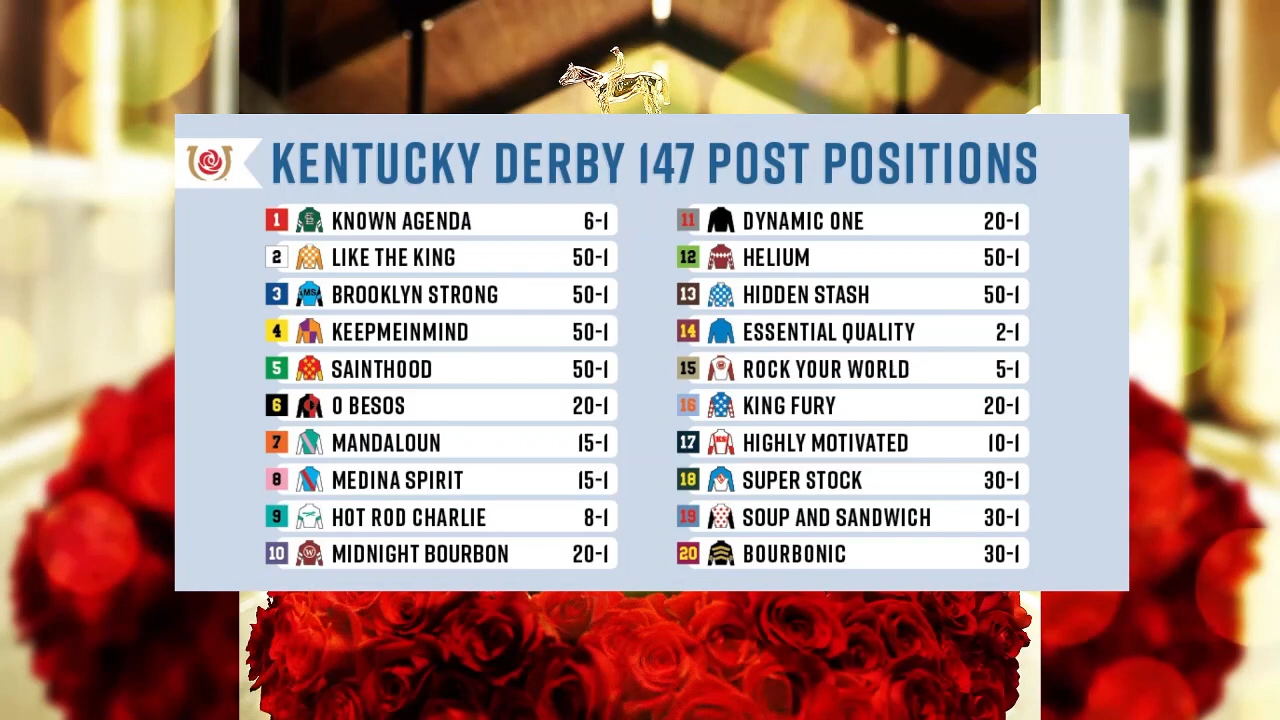 KENTUCKY DERBY 147 POST POSITIONS
1 KNOWN AGENDA 6-1
2 LIKE THE KING 50-1
3 MSA BROOKLYN STRONG 50-1
4 KEEPMEINMIND 50-1
5 SAINTHOOD 50-1
6 O BESOS 20-1
7 MANDALOUN 15-1
8 MEDINA SPIRIT 15-1
9 HOT ROD CHARLIE 8-1
10 W MIDNIGHT BOURBON 20-1
11 DYNAMIC ONE 20-1
12 HELIUM 50-1
13 HIDDEN STASH 50-1
14 ESSENTIAL QUALITY 2-1
15 ROCK YOUR WORLD 5-1
16 KING FURY 20-1
17 KS HIGHLY MOTIVATED 10-1
18 SUPER STOCK 30-1
19 SOUP AND SANDWICH 30-1
20 BOURBONIC 30-1